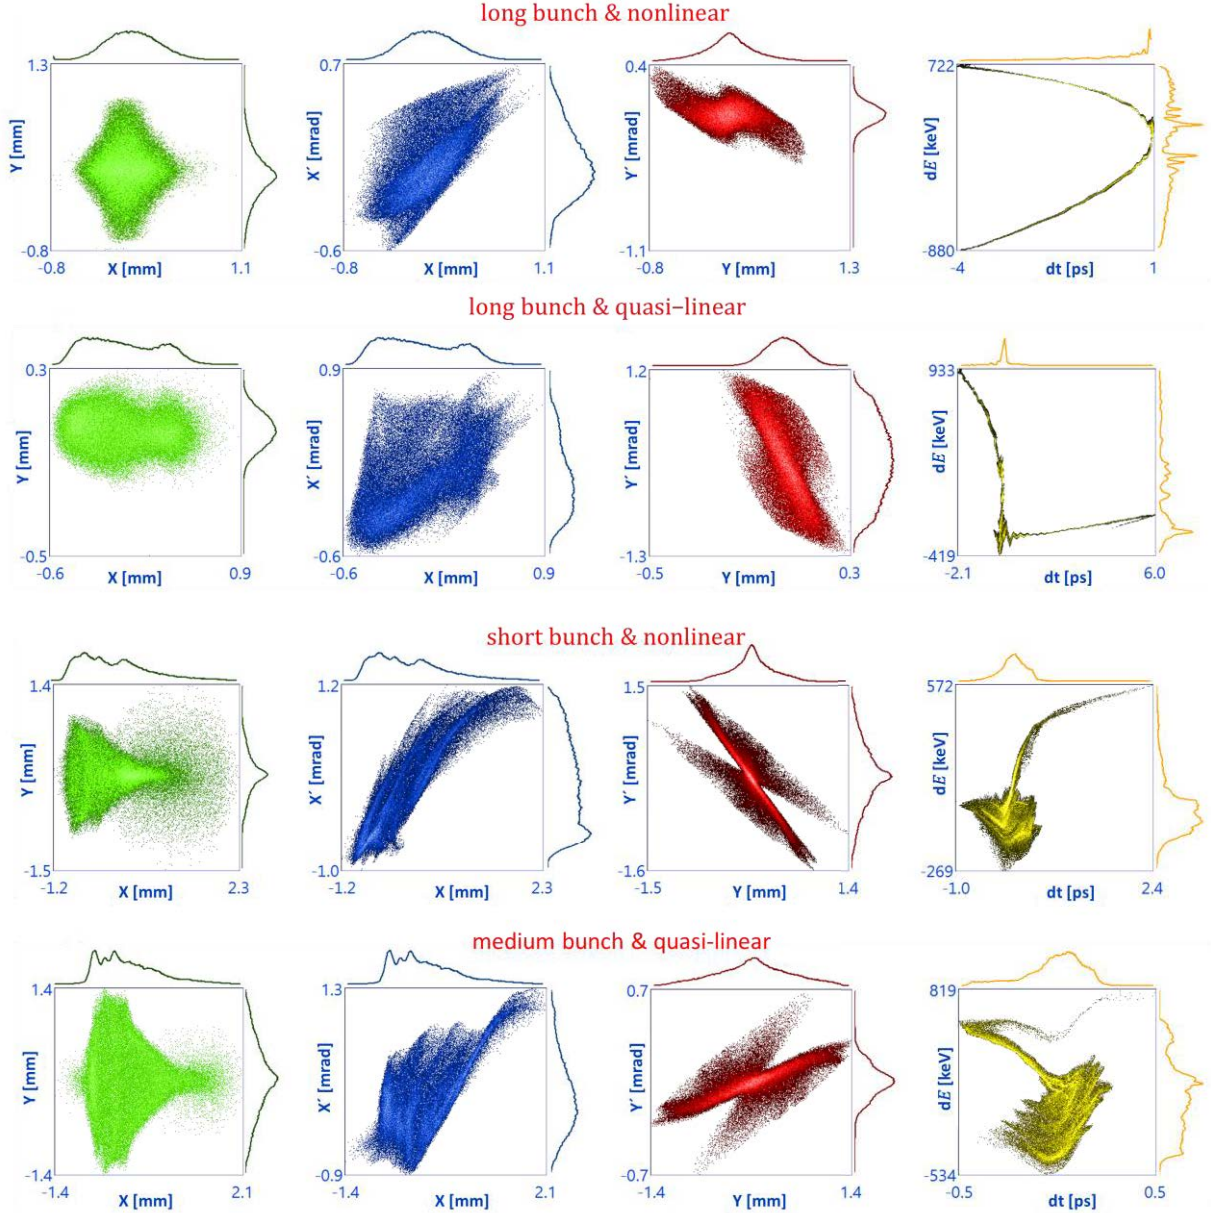 long bunch & nonlinear
1.3
Y [mm]
-0.8
-0.8
X [mm]
1.1
0.7
X´ [mrad]
-0.6
-0.8
X [mm]
1.1
0.4
Y´ [mrad]
-1.1
-0.8
Y [mm]
1.3
722
dE [keV]
-880
-4
dt [ps]
1
long bunch & quasi–linear
0.3
Y [mm]
-0.5
-0.6
X [mm]
0.9
0.9
X´ [mrad]
-0.6
-0.6
X [mm]
0.9
1.2
Y´ [mrad]
-1.3
-0.5
Y [mm]
0.3
933
dE [keV]
-419
-2.1
dt [ps]
6.0
short bunch & nonlinear
1.4
Y [mm]
-1.5
-1.2
X [mm]
2.3
1.2
X´ [mrad]
-1.0
-1.2
X [mm]
2.3
1.5
Y´ [mrad]
-1.6
-1.5
Y [mm]
1.4
572
dE [keV]
-269
-1.0
dt [ps]
2.4
medium bunch & quasi-linear
1.4
Y [mm]
-1.4
-1.4
X [mm]
2.1
1.3
X´ [mrad]
-0.9
-1.4
X [mm]
2.1
0.7
Y´ [mrad]
-0.7
-1.4
Y [mm]
1.4
819
dE [keV]
-534
-0.5
dt [ps]
0.5